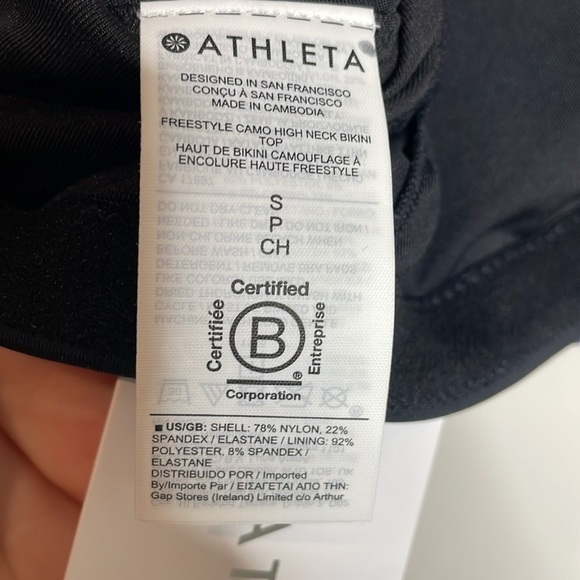 ATHLETA
DESIGNED IN SAN FRANCISCO
CONÇU À SAN FRANCISCO
MADE IN CAMBODIA
FREESTYLE CAMO HIGH NECK BIKINI
TOP
HAUT DE BIKINI CAMOUFLAGE À
ENCOLURE HAUTE FREESTYLE
S
P
CH
Certified
Certifiée
B
Entreprise
®
Corporation
■ US/GB: SHELL: 78% NYLON, 22%
SPANDEX / ELASTANE / LINING: 92%
POLYESTER, 8% SPANDEX /
ELASTANE
DISTRIBUIDO POR / Imported
By/Importe Par / ΕΙΣΑΓΕΤΑΙ ΑΠΟ ΤΗΝ:
Gap Stores (Ireland) Limited c/o Arthur